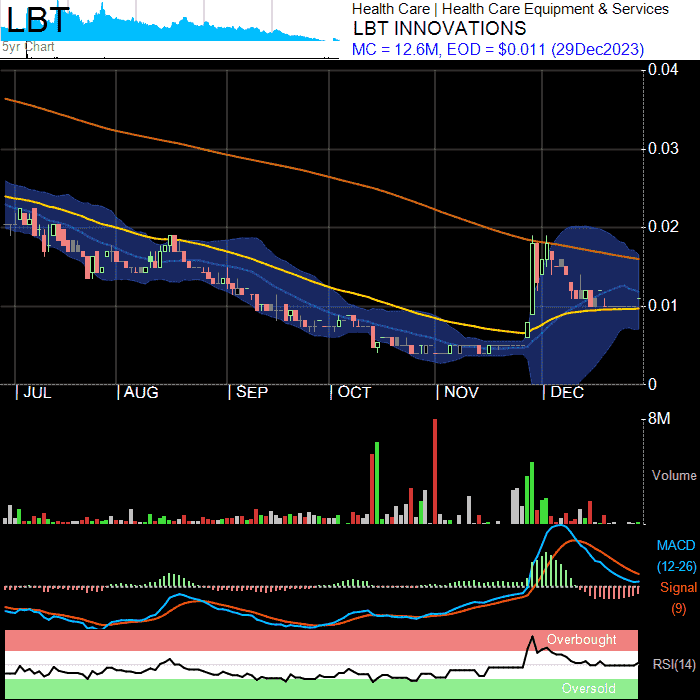 LBT
5yr Chart
Health Care | Health Care Equipment & Services
LBT INNOVATIONS
MC = 12.6M, EOD = $0.011 (29Dec2023)
0.04
0.03
0.02
0.01
0
JUL AUG SEP OCT NOV DEC
8M
Volume
MACD
(12-26)
Signal
(9)
Overbought
RSI(14)
Oversold